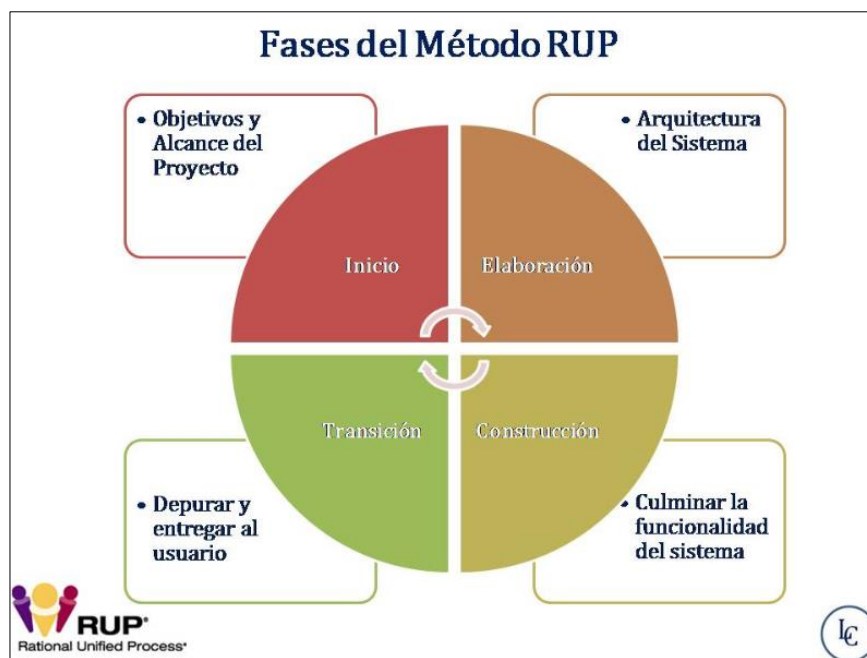 Fases del Método RUP
• Objetivos y
Alcance del
Proyecto
• Arquitectura
del Sistema
Inicio
Elaboración
Transición
Construcción
• Depurar y
entregar al
usuario
• Culminar la
funcionalidad
del sistema
RUP®
Rational Unified Process®
LC